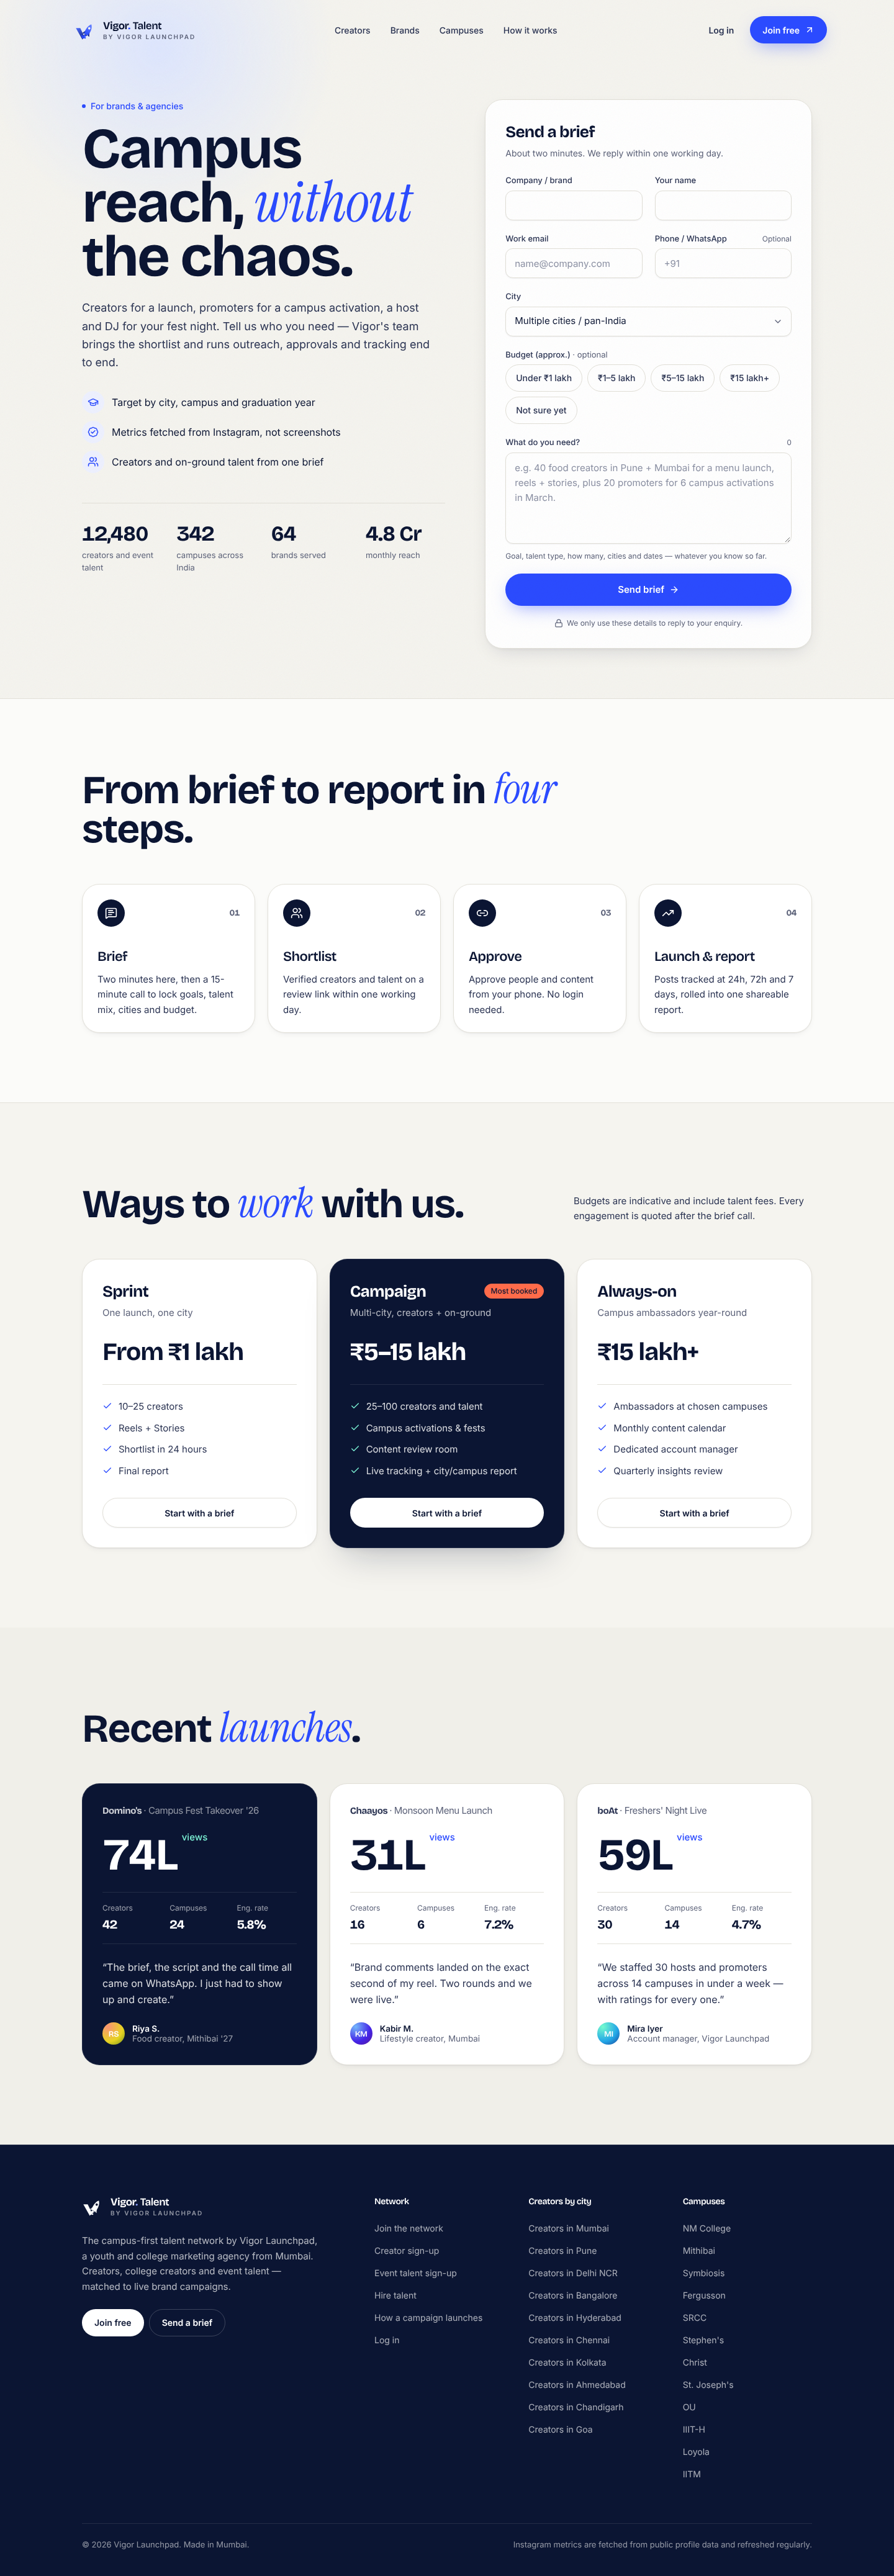 Vigor. Talent
BY VIGOR LAUNCHPAD
Creators
Brands
Campuses
How it works
Log in
Join free
For brands & agencies
Campus
reach, without
the chaos.
Creators for a launch, promoters for a campus activation, a host
and DJ for your fest night. Tell us who you need — Vigor's team
brings the shortlist and runs outreach, approvals and tracking end
to end.
Target by city, campus and graduation year
Metrics fetched from Instagram, not screenshots
Creators and on-ground talent from one brief
12,480
creators and event
talent
342
campuses across
India
64
brands served
4.8 Cr
monthly reach
Send a brief
About two minutes. We reply within one working day.
Company / brand
Your name
Work email
name@company.com
Phone / WhatsApp
Optional
+91
City
Multiple cities / pan-India
Budget (approx.) · optional
Under ₹1 lakh
₹1–5 lakh
₹5–15 lakh
₹15 lakh+
Not sure yet
What do you need?
0
e.g. 40 food creators in Pune + Mumbai for a menu launch,
reels + stories, plus 20 promoters for 6 campus activations
in March.
Goal, talent type, how many, cities and dates — whatever you know so far.
Send brief
We only use these details to reply to your enquiry.
From brief to report in four
steps.
01
Brief
Two minutes here, then a 15-
minute call to lock goals, talent
mix, cities and budget.
02
Shortlist
Verified creators and talent on a
review link within one working
day.
03
Approve
Approve people and content
from your phone. No login
needed.
04
Launch & report
Posts tracked at 24h, 72h and 7
days, rolled into one shareable
report.
Ways to work with us.
Budgets are indicative and include talent fees. Every
engagement is quoted after the brief call.
Sprint
One launch, one city
From ₹1 lakh
10–25 creators
Reels + Stories
Shortlist in 24 hours
Final report
Start with a brief
Campaign
Most booked
Multi-city, creators + on-ground
₹5–15 lakh
25–100 creators and talent
Campus activations & fests
Content review room
Live tracking + city/campus report
Start with a brief
Always-on
Campus ambassadors year-round
₹15 lakh+
Ambassadors at chosen campuses
Monthly content calendar
Dedicated account manager
Quarterly insights review
Start with a brief
Recent launches.
Domino's · Campus Fest Takeover '26
74L views
Creators
Campuses
Eng. rate
42
24
5.8%
“The brief, the script and the call time all
came on WhatsApp. I just had to show
up and create.”
RS
Riya S.
Food creator, Mithibai '27
Chaayos · Monsoon Menu Launch
31L views
Creators
Campuses
Eng. rate
16
6
7.2%
“Brand comments landed on the exact
second of my reel. Two rounds and we
were live.”
KM
Kabir M.
Lifestyle creator, Mumbai
boAt · Freshers' Night Live
59L views
Creators
Campuses
Eng. rate
30
14
4.7%
“We staffed 30 hosts and promoters
across 14 campuses in under a week —
with ratings for every one.”
MI
Mira Iyer
Account manager, Vigor Launchpad
Vigor. Talent
BY VIGOR LAUNCHPAD
The campus-first talent network by Vigor Launchpad,
a youth and college marketing agency from Mumbai.
Creators, college creators and event talent —
matched to live brand campaigns.
Join free
Send a brief
Network
Join the network
Creator sign-up
Event talent sign-up
Hire talent
How a campaign launches
Log in
Creators by city
Creators in Mumbai
Creators in Pune
Creators in Delhi NCR
Creators in Bangalore
Creators in Hyderabad
Creators in Chennai
Creators in Kolkata
Creators in Ahmedabad
Creators in Chandigarh
Creators in Goa
Campuses
NM College
Mithibai
Symbiosis
Fergusson
SRCC
Stephen's
Christ
St. Joseph's
OU
IIIT-H
Loyola
IITM
© 2026 Vigor Launchpad. Made in Mumbai.
Instagram metrics are fetched from public profile data and refreshed regularly.